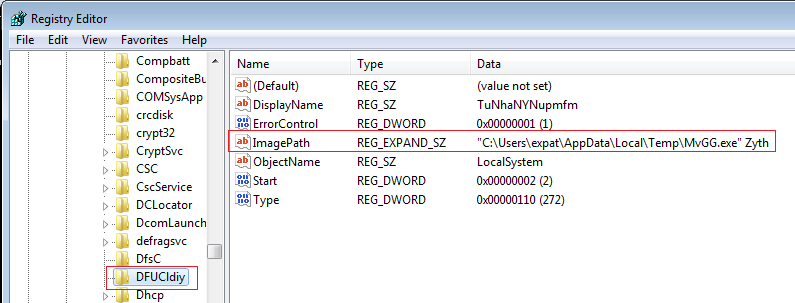 Registry Editor
File Edit View Favorites Help
Compbatt
CompositeBu
COMSysApp
crcdisk
crypt32
CryptSvc
CSC
CscService
DCLocator
DcomLaunch
defragsvc
DfsC
DFUCIdiy
Dhcp
Name Type Data
(Default) REG_SZ (value not set)
DisplayName REG_SZ TuNhaNYNupmfm
ErrorControl REG_DWORD 0x00000001 (1)
ImagePath REG_EXPAND_SZ "C:\Users\expat\AppData\Local\Temp\MvGG.exe" Zyth
ObjectName REG_SZ LocalSystem
Start REG_DWORD 0x00000002 (2)
Type REG_DWORD 0x00000110 (272)